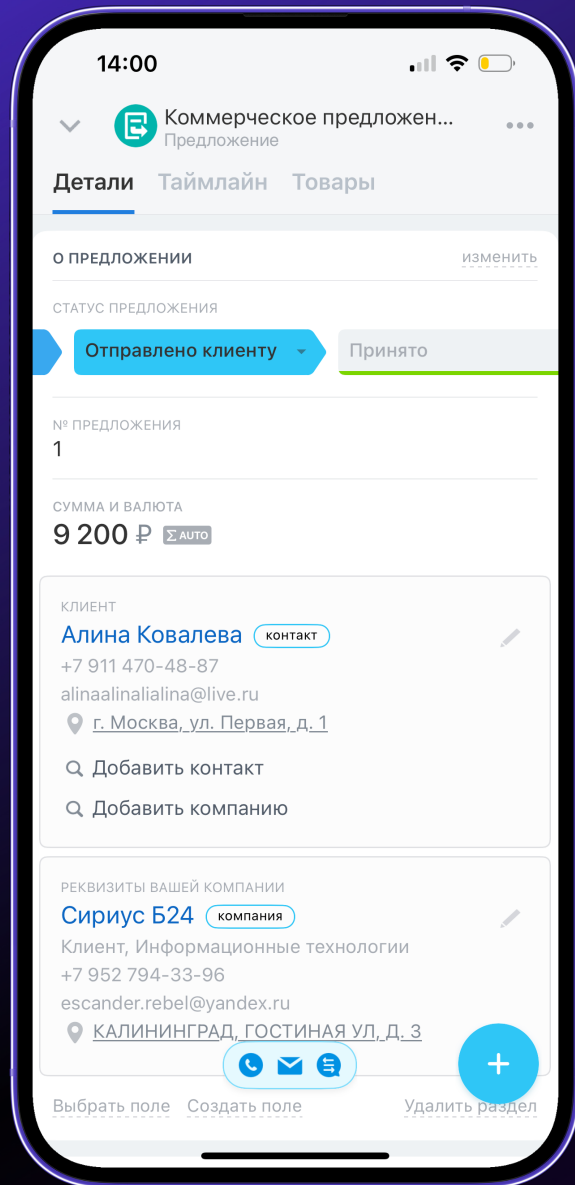 14:00
Коммерческое предложен...
Предложение
Детали Таймлайн Товары
О ПРЕДЛОЖЕНИИ изменить
СТАТУС ПРЕДЛОЖЕНИЯ
Отправлено клиенту Принято
№ ПРЕДЛОЖЕНИЯ
1
СУММА И ВАЛЮТА
9 200 ₽ Σ AUTO
КЛИЕНТ
Алина Ковалева контакт
+7 911 470-48-87
alinaalinalialina@live.ru
г. Москва, ул. Первая, д. 1
Добавить контакт
Добавить компанию
РЕКВИЗИТЫ ВАШЕЙ КОМПАНИИ
Сириус Б24 компания
Клиент, Информационные технологии
+7 952 794-33-96
escander.rebel@yandex.ru
КАЛИНИНГРАД, ГОСТИНАЯ УЛ, Д. 3
Выбрать поле Создать поле Удалить раздел